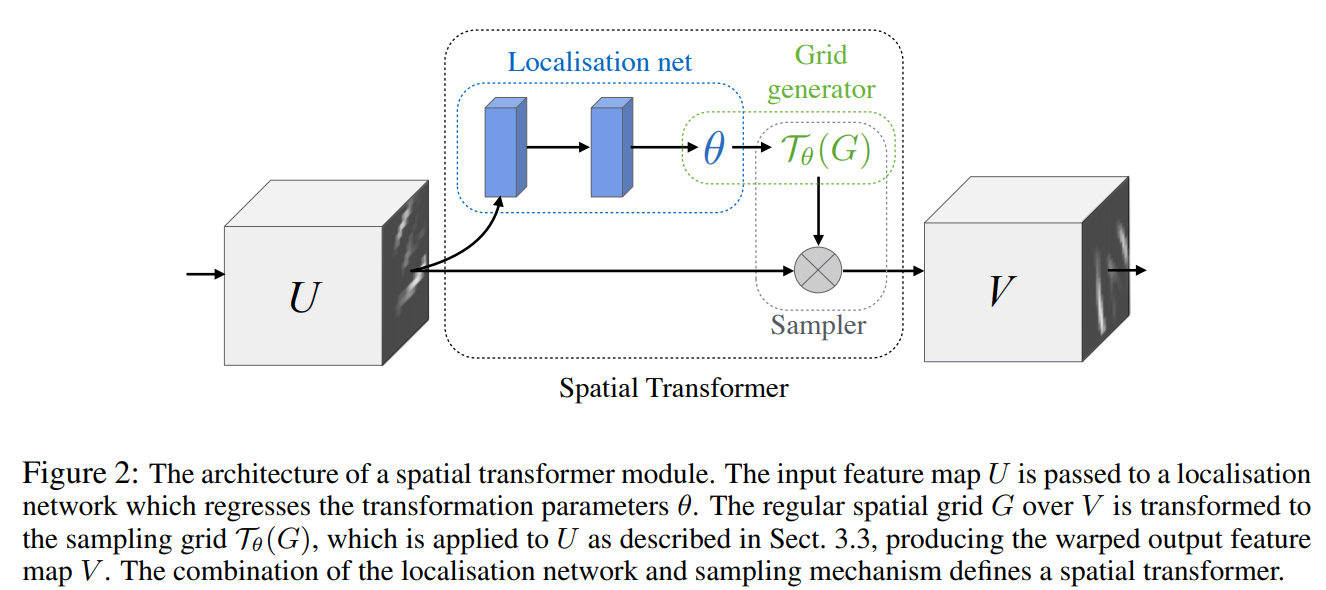 Localisation net
Grid
generator
θ
𝒯θ(G)
U
V
Sampler
Spatial Transformer
Figure 2: The architecture of a spatial transformer module. The input feature map U is passed to a localisation
network which regresses the transformation parameters θ. The regular spatial grid G over V is transformed to
the sampling grid 𝒯θ(G), which is applied to U as described in Sect. 3.3, producing the warped output feature
map V. The combination of the localisation network and sampling mechanism defines a spatial transformer.